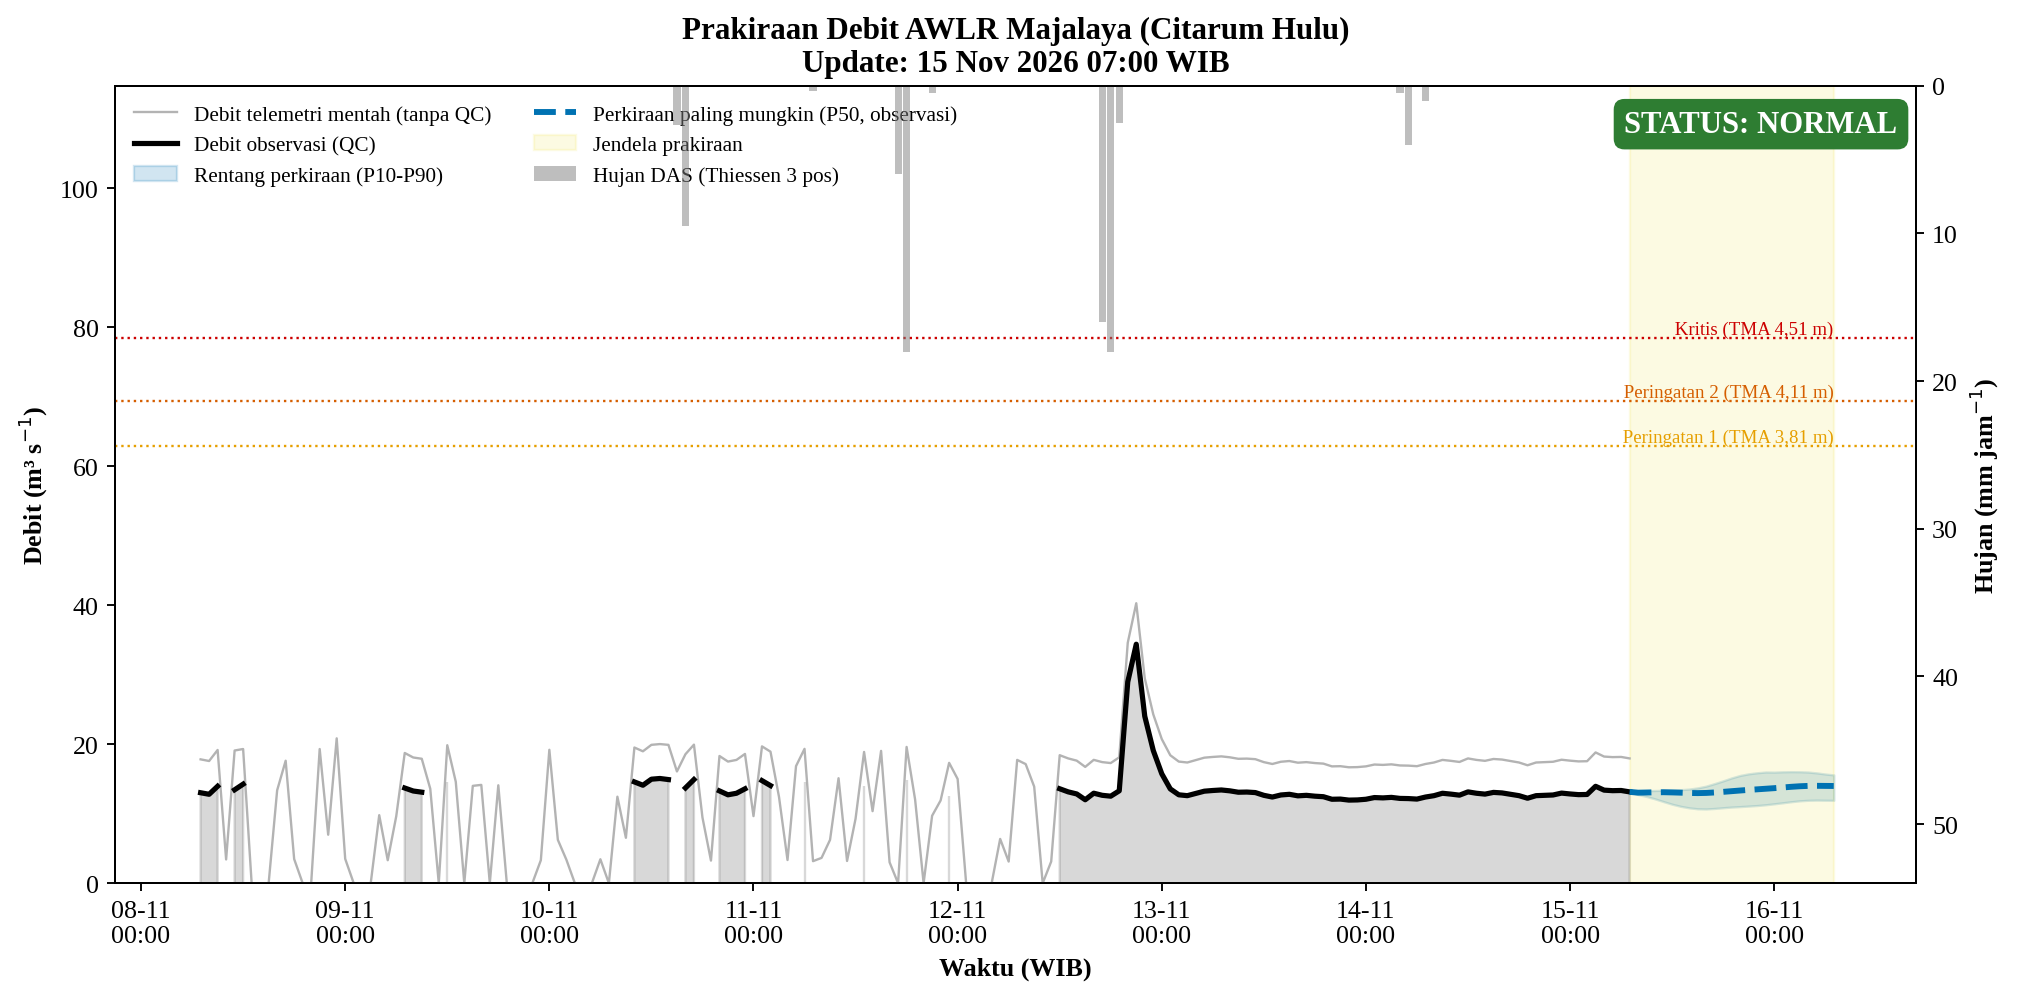 Prakiraan Debit AWLR Majalaya (Citarum Hulu)
Update: 15 Nov 2026 07:00 WIB
Debit telemetri mentah (tanpa QC)
Debit observasi (QC)
Rentang perkiraan (P10-P90)
Perkiraan paling mungkin (P50, observasi)
Jendela prakiraan
Hujan DAS (Thiessen 3 pos)
STATUS: NORMAL
Kritis (TMA 4,51 m)
Peringatan 2 (TMA 4,11 m)
Peringatan 1 (TMA 3,81 m)
Debit (m³ s⁻¹)
100
80
60
40
20
0
Hujan (mm jam⁻¹)
0
10
20
30
40
50
08-11 00:00
09-11 00:00
10-11 00:00
11-11 00:00
12-11 00:00
13-11 00:00
14-11 00:00
15-11 00:00
16-11 00:00
Waktu (WIB)